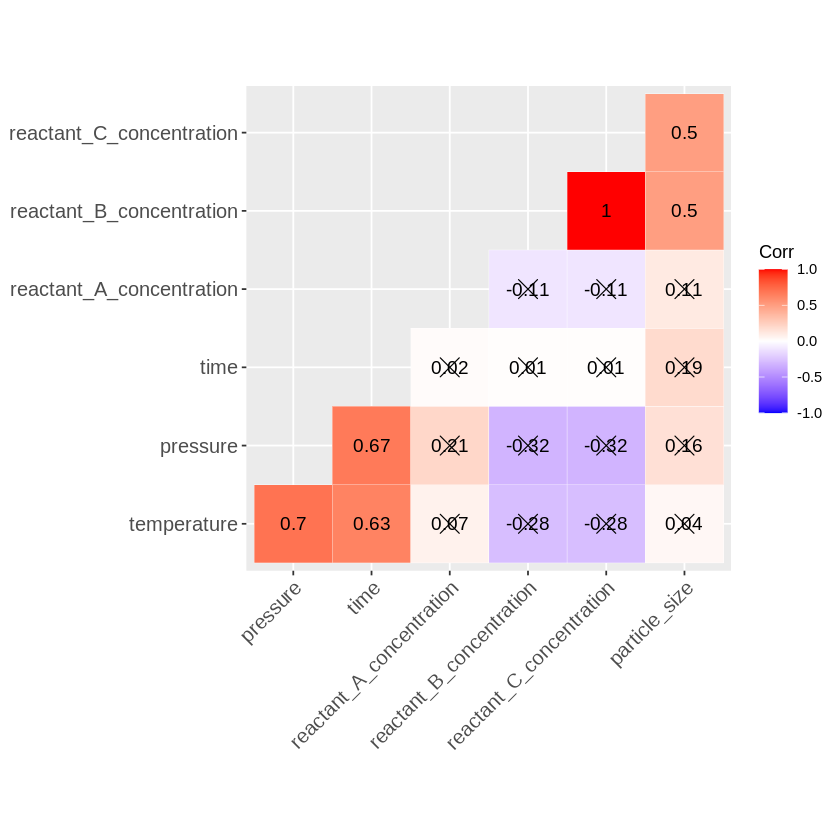 reactant_C_concentration 0.5
reactant_B_concentration 1 0.5
Corr
reactant_A_concentration -0.11 -0.11 0.11
1.0
0.5
0.0
-0.5
-1.0
time 0.02 0.01 0.01 0.19
pressure 0.67 0.21 -0.32 -0.32 0.16
temperature 0.7 0.63 0.07 -0.28 -0.28 0.04
pressure
time
reactant_A_concentration
reactant_B_concentration
reactant_C_concentration
particle_size